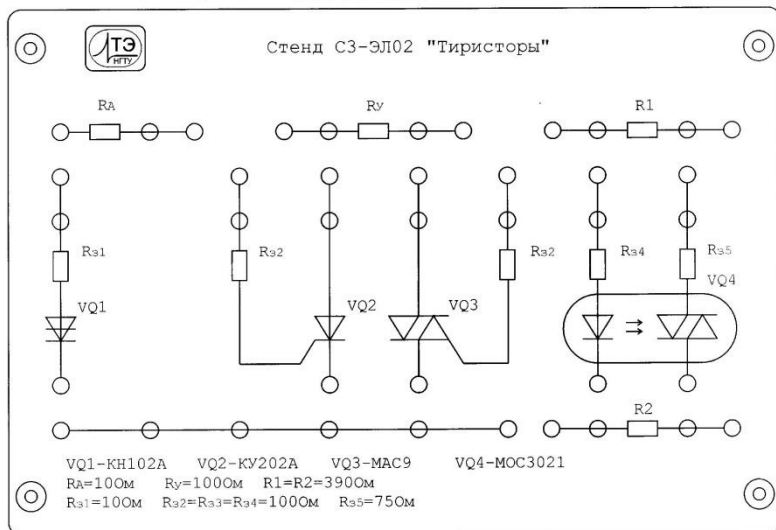 ТЭ
НГТУ
Стенд СЗ-ЭЛ02 "Тиристоры"
RА
RУ
R1
Rэ1
Rэ2
Rэ2
Rэ4
Rэ5
VQ1
VQ2
VQ3
VQ4
R2
VQ1-КН102А VQ2-КУ202А VQ3-МАС9 VQ4-МОС3021
RА=10Ом RУ=100Ом R1=R2=390Ом
Rэ1=10Ом Rэ2=Rэ3=Rэ4=100Ом Rэ5=75Ом